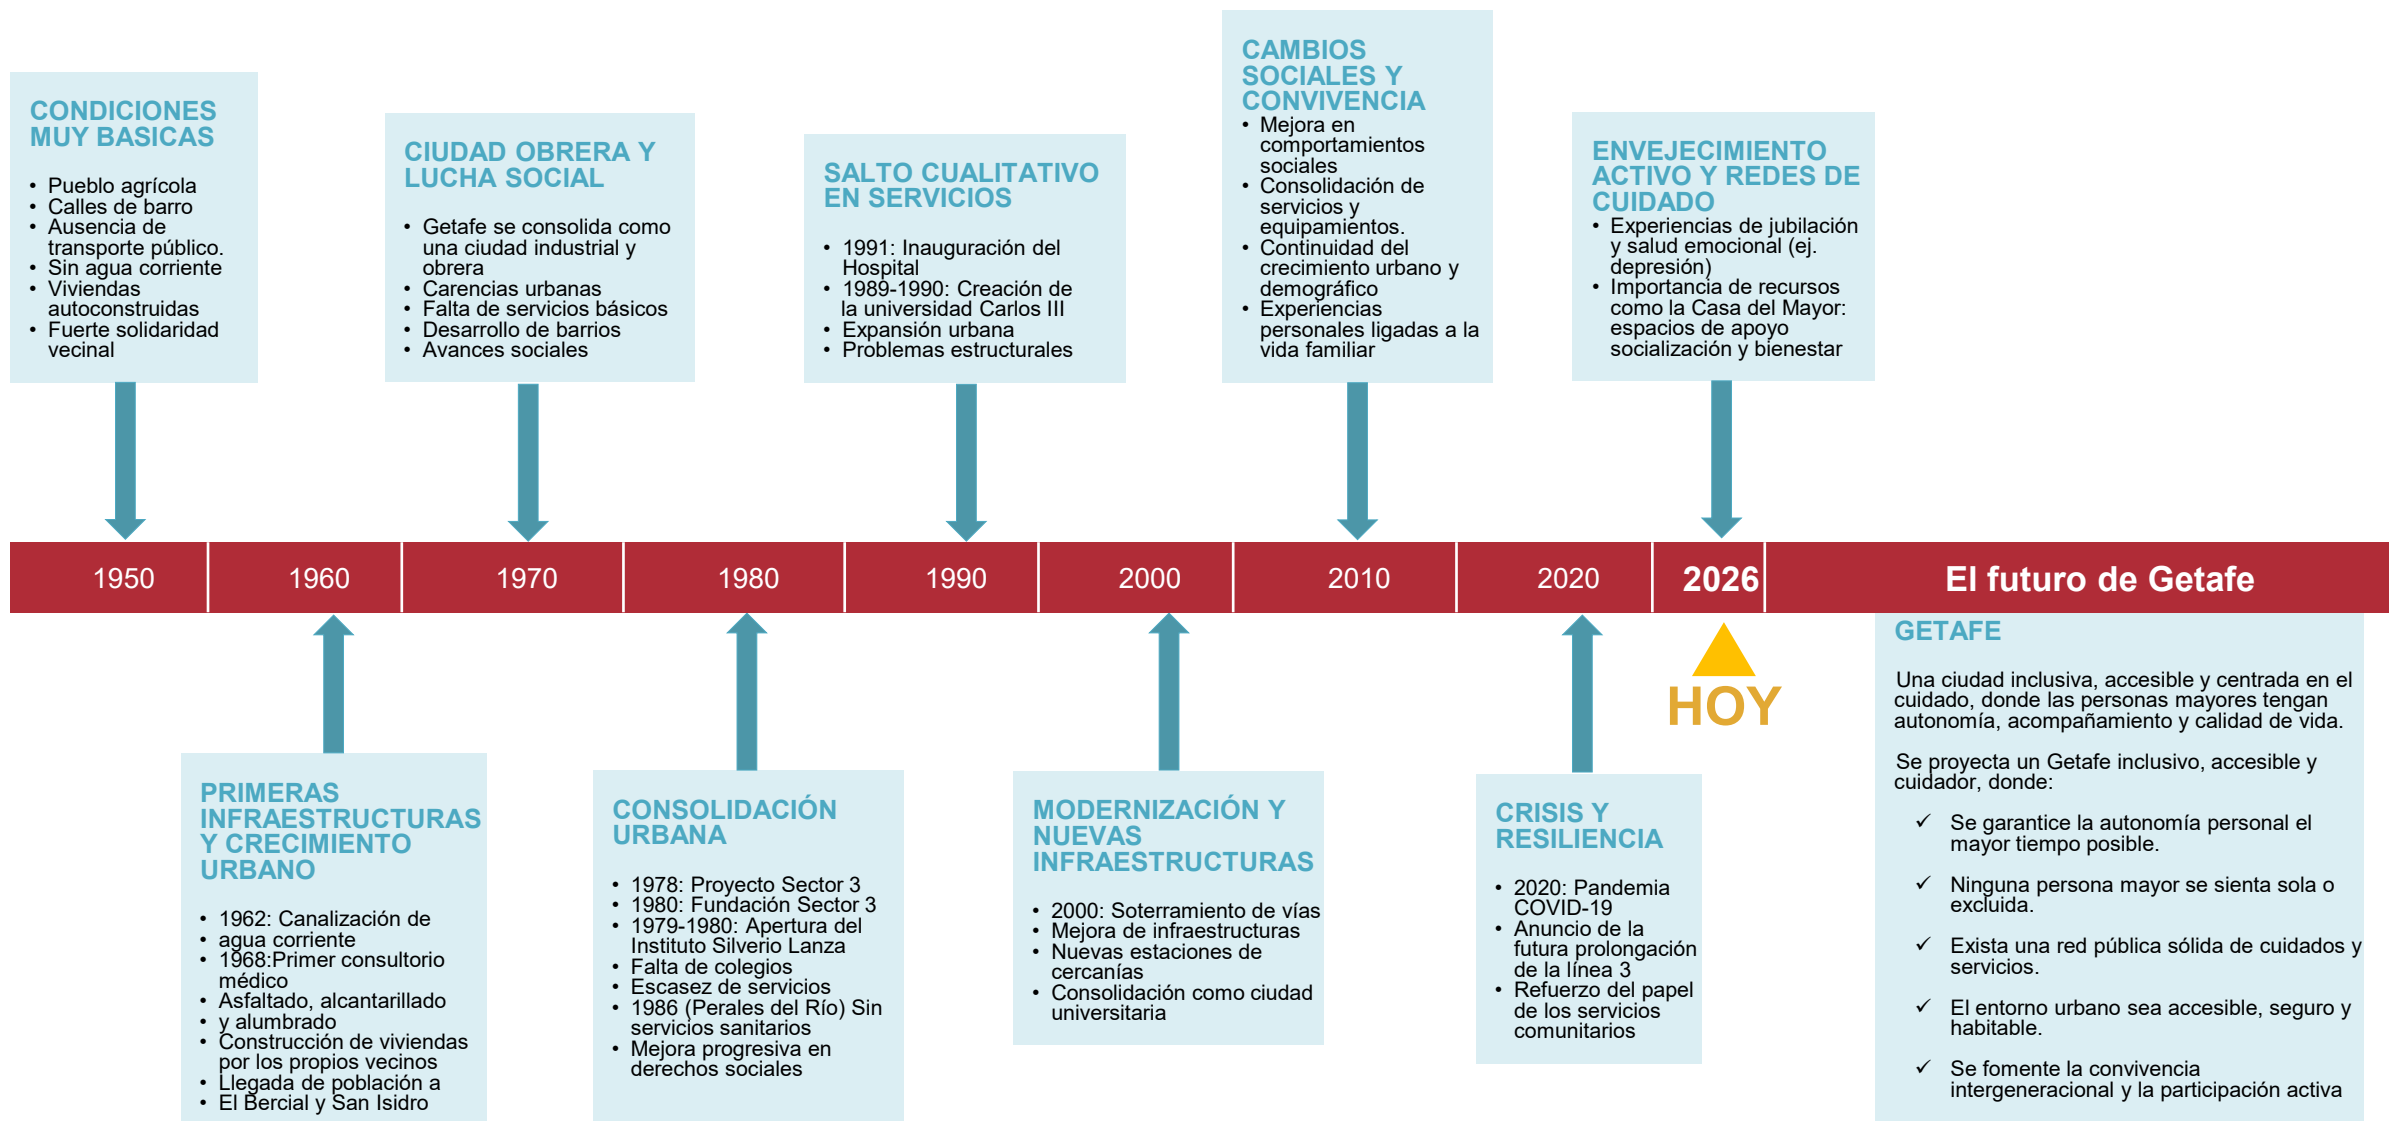 CONDICIONES
MUY BASICAS
• Pueblo agrícola
• Calles de barro
• Ausencia de
transporte público.
• Sin agua corriente
• Viviendas
autoconstruidas
• Fuerte solidaridad
vecinal
CIUDAD OBRERA Y
LUCHA SOCIAL
• Getafe se consolida como
una ciudad industrial y
obrera
• Carencias urbanas
• Falta de servicios básicos
• Desarrollo de barrios
• Avances sociales
SALTO CUALITATIVO
EN SERVICIOS
• 1991: Inauguración del
Hospital
• 1989-1990: Creación de
la universidad Carlos III
• Expansión urbana
• Problemas estructurales
CAMBIOS
SOCIALES Y
CONVIVENCIA
• Mejora en
comportamientos
sociales
• Consolidación de
servicios y
equipamientos.
• Continuidad del
crecimiento urbano y
demográfico
• Experiencias
personales ligadas a la
vida familiar
ENVEJECIMIENTO
ACTIVO Y REDES DE
CUIDADO
• Experiencias de jubilación
y salud emocional (ej.
depresión)
• Importancia de recursos
como la Casa del Mayor:
espacios de apoyo
socialización y bienestar
1950
1960
1970
1980
1990
2000
2010
2020
2026
El futuro de Getafe
HOY
PRIMERAS
INFRAESTRUCTURAS
Y CRECIMIENTO
URBANO
• 1962: Canalización de
• agua corriente
• 1968:Primer consultorio
médico
• Asfaltado, alcantarillado
• y alumbrado
• Construcción de viviendas
por los propios vecinos
• Llegada de población a
• El Bercial y San Isidro
CONSOLIDACIÓN
URBANA
• 1978: Proyecto Sector 3
• 1980: Fundación Sector 3
• 1979-1980: Apertura del
Instituto Silverio Lanza
• Falta de colegios
• Escasez de servicios
• 1986 (Perales del Río) Sin
servicios sanitarios
• Mejora progresiva en
derechos sociales
MODERNIZACIÓN Y
NUEVAS
INFRAESTRUCTURAS
• 2000: Soterramiento de vías
• Mejora de infraestructuras
• Nuevas estaciones de
cercanías
• Consolidación como ciudad
universitaria
CRISIS Y
RESILIENCIA
• 2020: Pandemia
COVID-19
• Anuncio de la
futura prolongación
de la línea 3
• Refuerzo del papel
de los servicios
comunitarios
GETAFE
Una ciudad inclusiva, accesible y centrada en el
cuidado, donde las personas mayores tengan
autonomía, acompañamiento y calidad de vida.
Se proyecta un Getafe inclusivo, accesible y
cuidador, donde:
✓ Se garantice la autonomía personal el
mayor tiempo posible.
✓ Ninguna persona mayor se sienta sola o
excluida.
✓ Exista una red pública sólida de cuidados y
servicios.
✓ El entorno urbano sea accesible, seguro y
habitable.
✓ Se fomente la convivencia
intergeneracional y la participación activa